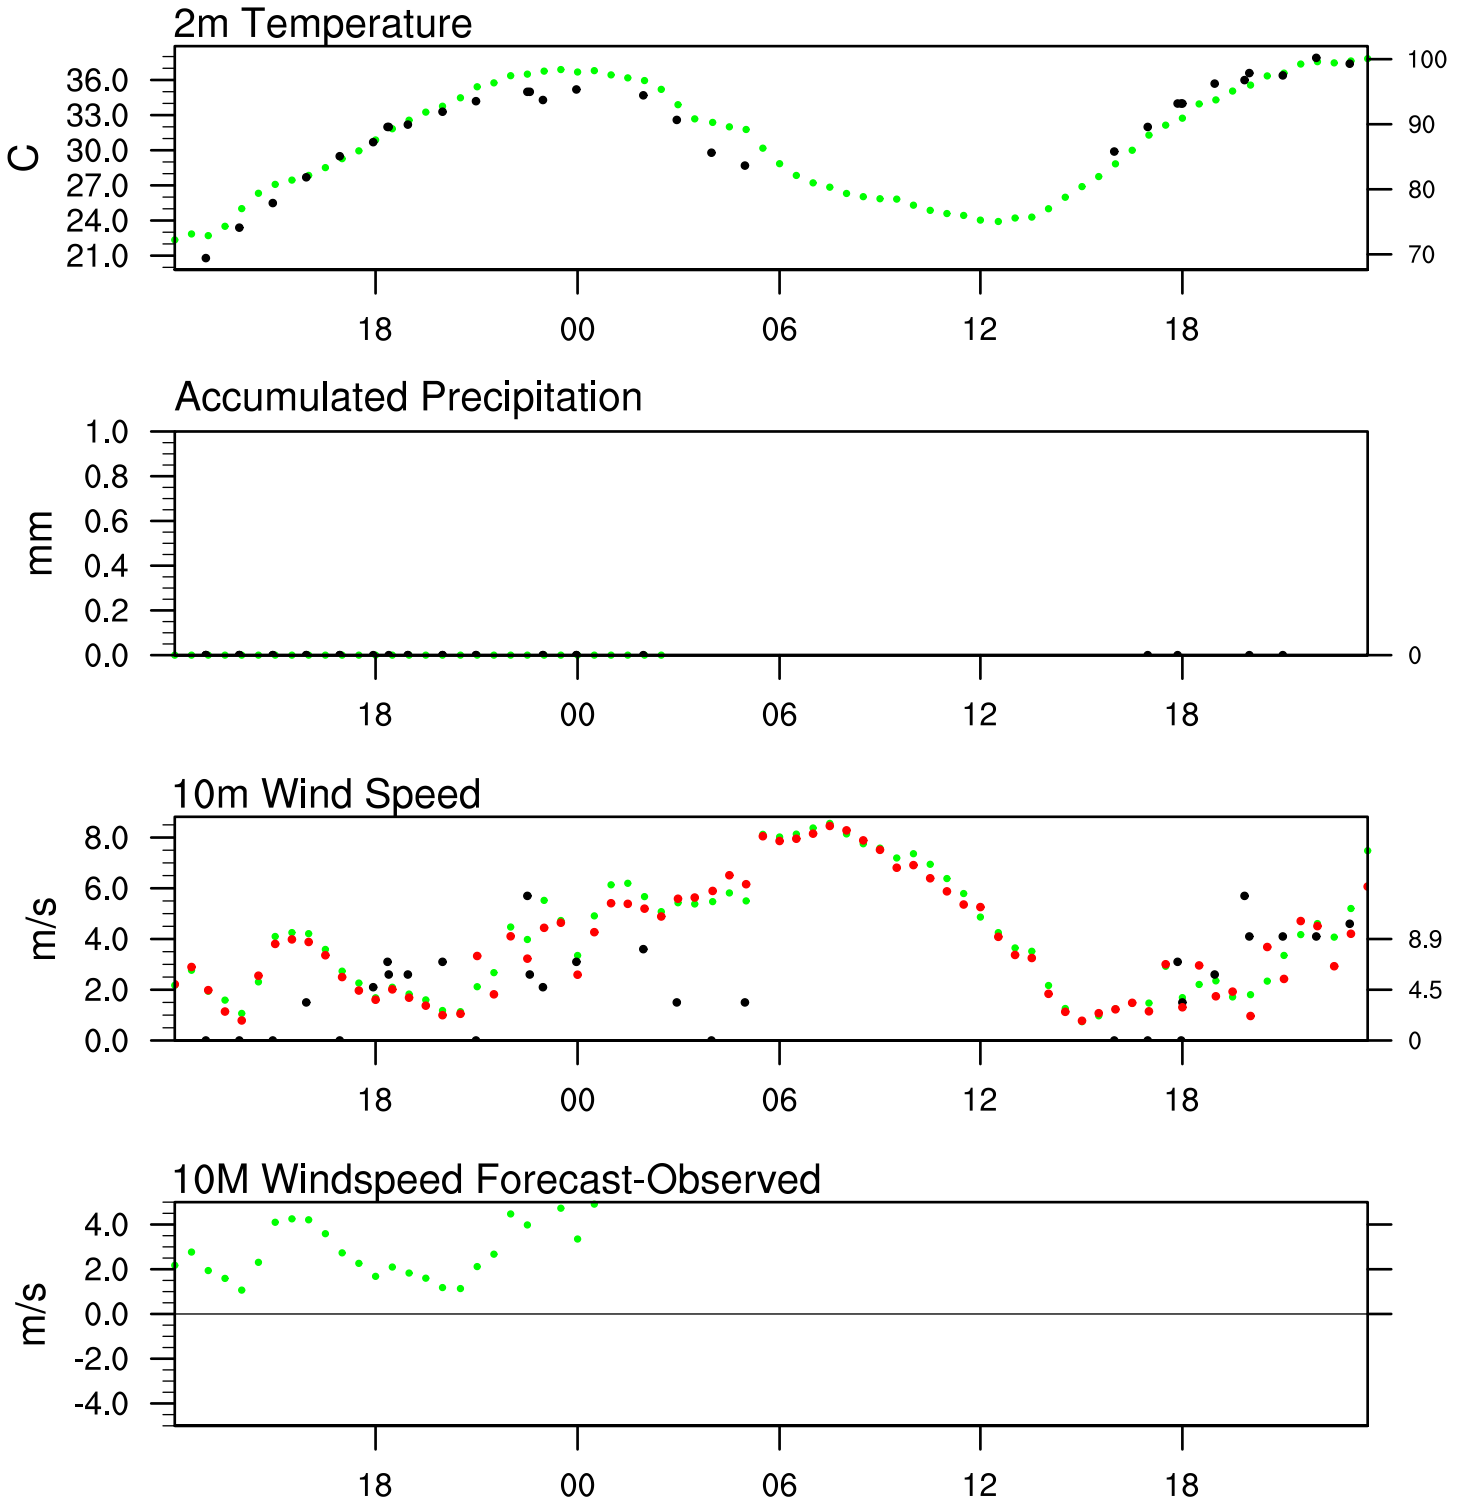 2m Temperature
C
36.0
33.0
30.0
27.0
24.0
21.0
100
90
80
70
18 00 06 12 18
Accumulated Precipitation
mm
1.0
0.8
0.6
0.4
0.2
0.0
0
18 00 06 12 18
10m Wind Speed
m/s
8.0
6.0
4.0
2.0
0.0
8.9
4.5
0
18 00 06 12 18
10M Windspeed Forecast-Observed
m/s
4.0
2.0
0.0
-2.0
-4.0
18 00 06 12 18